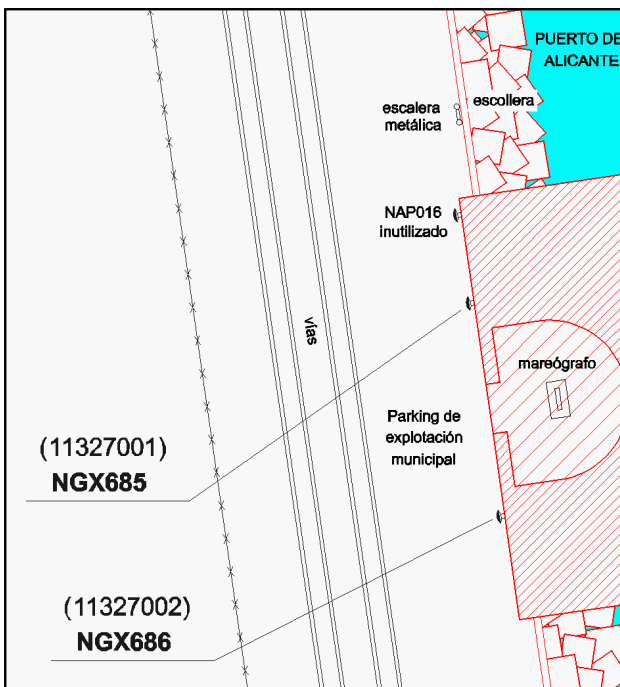 PUERTO DE
ALICANTE
escollera
escalera
metálica
NAP016
inutilizado
vías
mareógrafo
Parking de
explotación
municipal
(11327001)
NGX685
(11327002)
NGX686